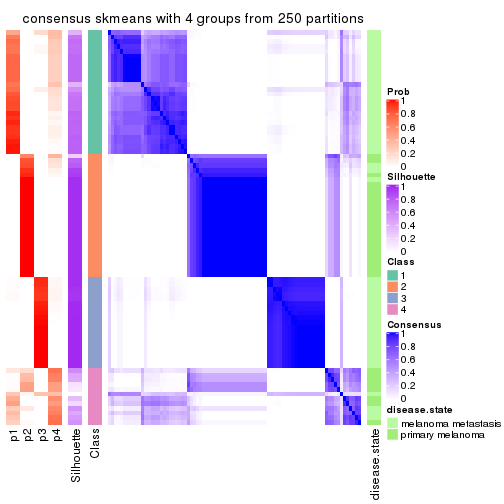 consensus skmeans with 4 groups from 250 partitions
Prob
1
0.8
0.6
0.4
0.2
0
Silhouette
1
0.8
0.6
0.4
0.2
0
Class
1
2
3
4
Consensus
1
0.8
0.6
0.4
0.2
0
disease.state
melanoma metastasis
primary melanoma
p1
p2
p3
p4
Silhouette
Class
disease.state